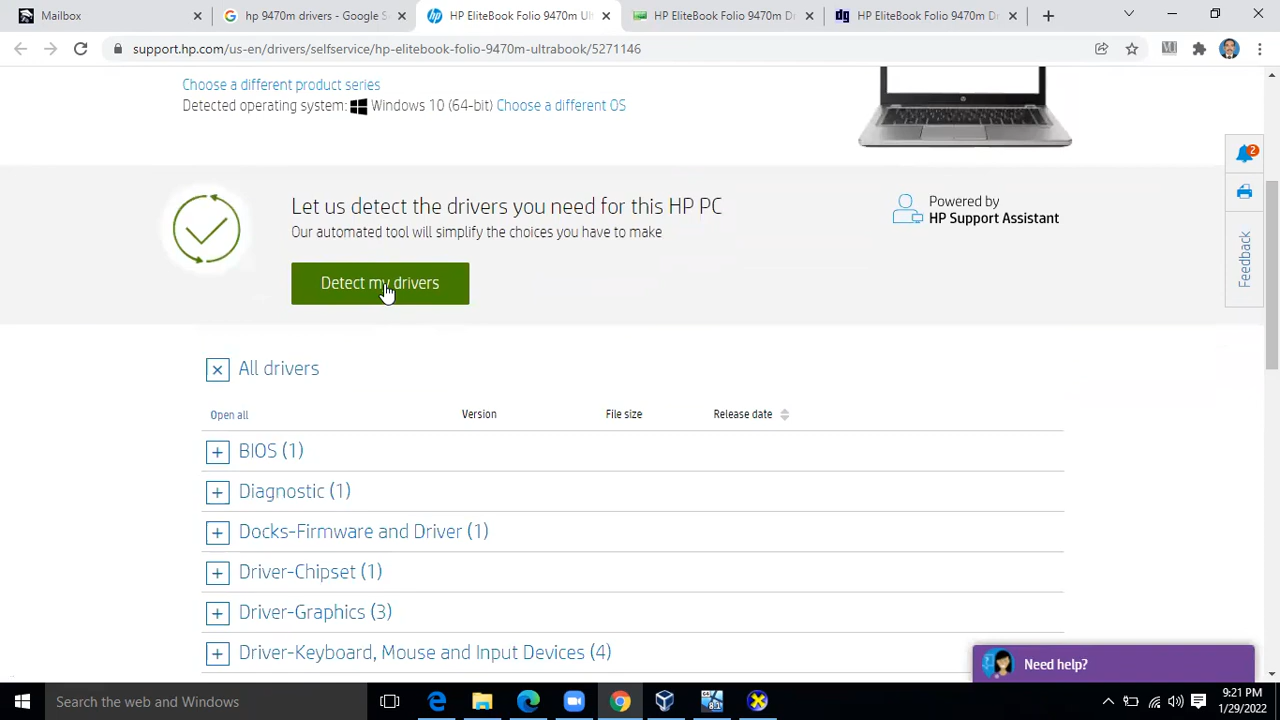 Mailbox
hp 9470m drivers - Google S
HP EliteBook Folio 9470m Ul
HP EliteBook Folio 9470m D
HP EliteBook Folio 9470m D
support.hp.com/us-en/drivers/selfservice/hp-elitebook-folio-9470m-ultrabook/5271146
Choose a different product series
Detected operating system: Windows 10 (64-bit) Choose a different OS
2
Let us detect the drivers you need for this HP PC
Our automated tool will simplify the choices you have to make
Powered by
HP Support Assistant
Feedback
Detect my drivers
All drivers
Open all Version File size Release date
BIOS (1)
Diagnostic (1)
Docks-Firmware and Driver (1)
Driver-Chipset (1)
Driver-Graphics (3)
Driver-Keyboard, Mouse and Input Devices (4)
Need help?
Search the web and Windows
9:21 PM
1/29/2022